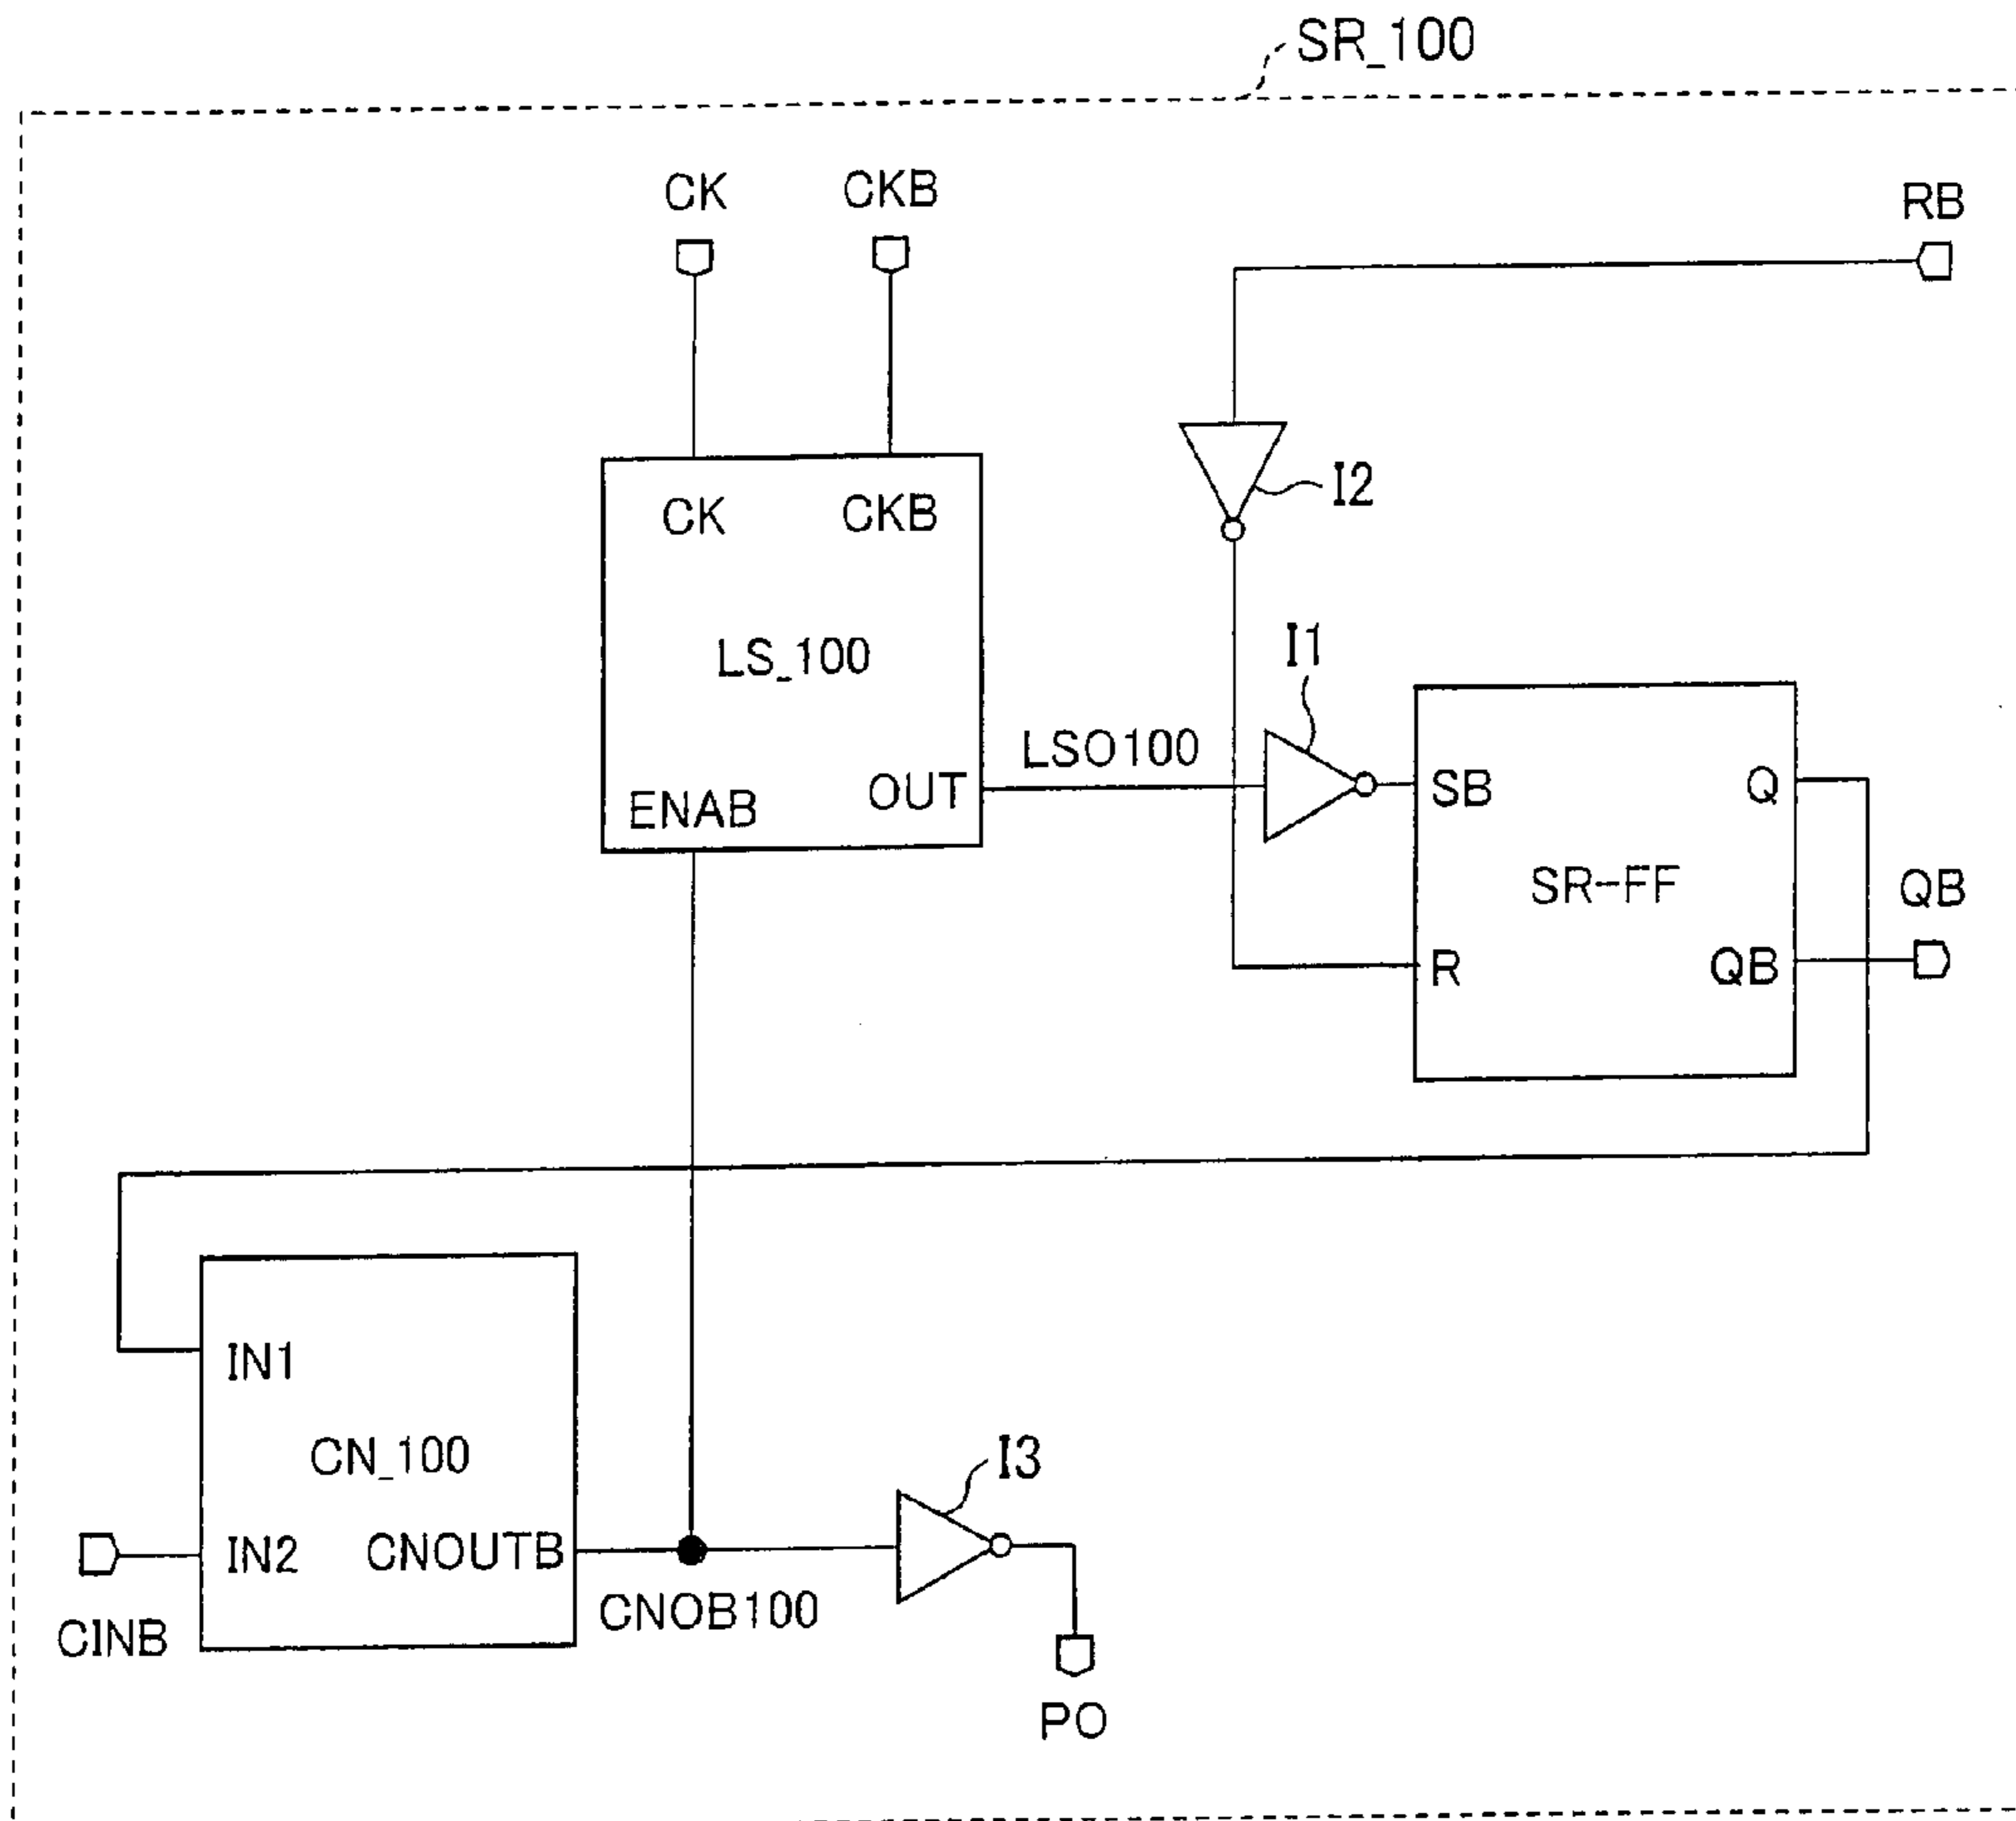 SR_100
CK
CKB
RB
CK
CKB
I2
LS_100
I1
LSO100
ENAB
OUT
SB
Q
SR-FF
QB
R
QB
IN1
CN_100
I3
IN2
CNOUTB
CNOB100
CINB
PO